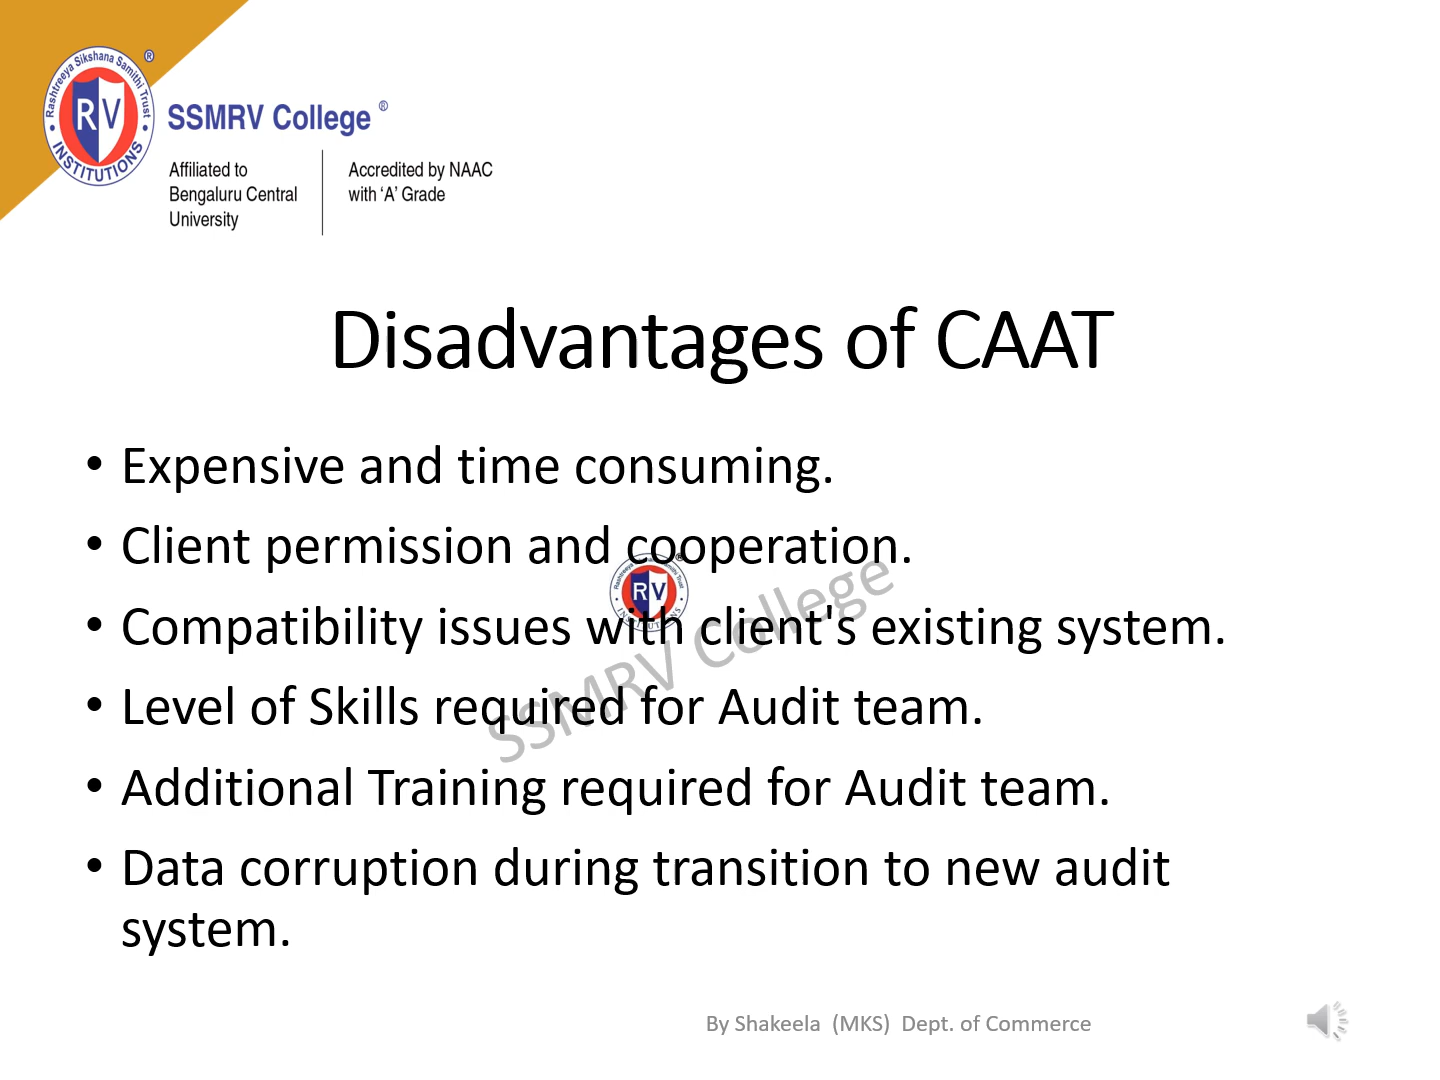 Rashtreeya Sikshana Samithi Trust
®
RV
INSTITUTIONS
SSMRV College ®
Affiliated to
Bengaluru Central
University
Accredited by NAAC
with ‘A’ Grade
Disadvantages of CAAT
• Expensive and time consuming.
• Client permission and cooperation.
• Compatibility issues with client's existing system.
• Level of Skills required for Audit team.
• Additional Training required for Audit team.
• Data corruption during transition to new audit
system.
RV
SSMRV College
By Shakeela (MKS) Dept. of Commerce